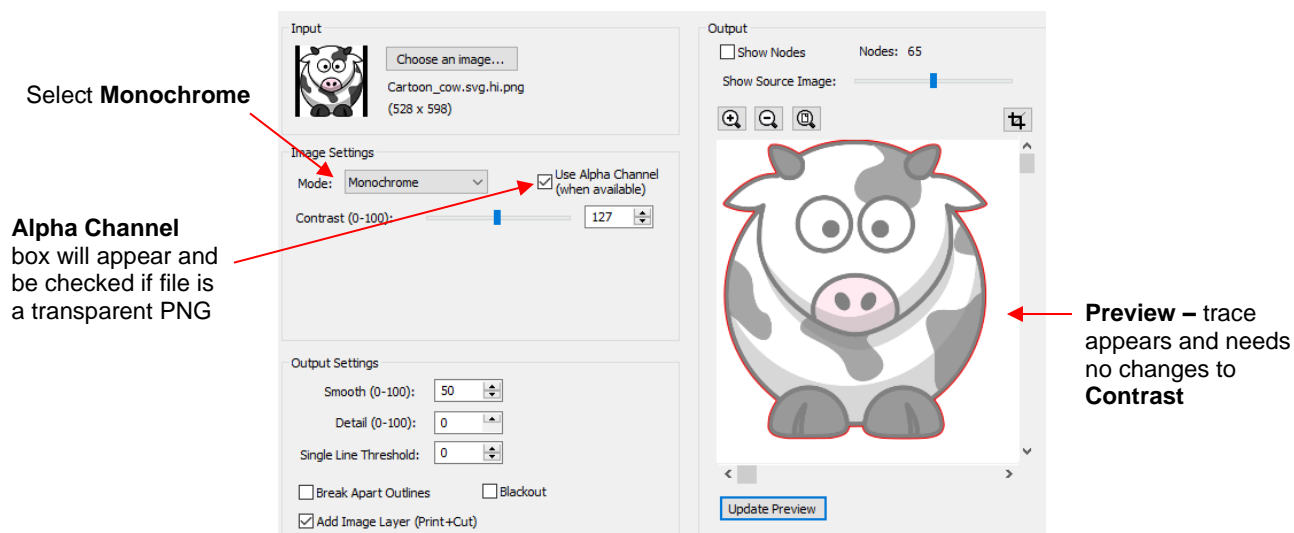 Input
Choose an image...
Cartoon_cow.svg.hi.png
(528 x 598)
Select Monochrome
Image Settings
Mode: Monochrome
Use Alpha Channel
(when available)
Contrast (0-100): 127
Alpha Channel
box will appear and
be checked if file is
a transparent PNG
Output Settings
Smooth (0-100): 50
Detail (0-100): 0
Single Line Threshold: 0
Break Apart Outlines Blackout
Add Image Layer (Print+Cut)
Output
Show Nodes Nodes: 65
Show Source Image:
Update Preview
Preview – trace
appears and needs
no changes to
Contrast